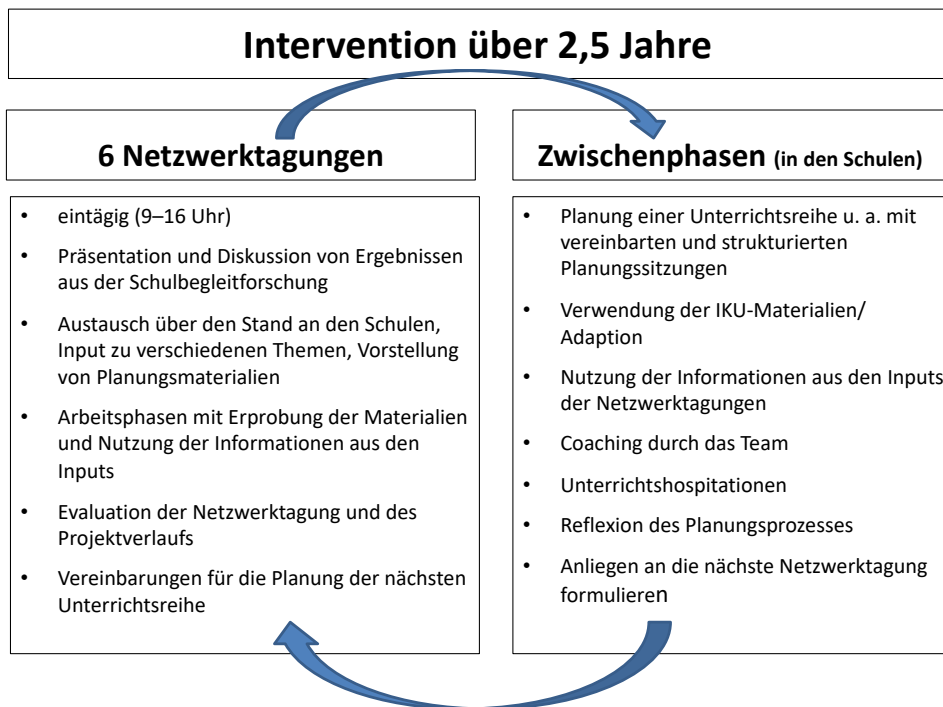 Intervention über 2,5 Jahre
6 Netzwerktagungen
• eintägig (9–16 Uhr)
• Präsentation und Diskussion von Ergebnissen
aus der Schulbegleitforschung
• Austausch über den Stand an den Schulen,
Input zu verschiedenen Themen, Vorstellung
von Planungsmaterialien
• Arbeitsphasen mit Erprobung der Materialien
und Nutzung der Informationen aus den
Inputs
• Evaluation der Netzwerktagung und des
Projektverlaufs
• Vereinbarungen für die Planung der nächsten
Unterrichtsreihe
Zwischenphasen (in den Schulen)
• Planung einer Unterrichtsreihe u. a. mit
vereinbarten und strukturierten
Planungssitzungen
• Verwendung der IKU-Materialien/
Adaption
• Nutzung der Informationen aus den Inputs
der Netzwerktagungen
• Coaching durch das Team
• Unterrichtshospitationen
• Reflexion des Planungsprozesses
• Anliegen an die nächste Netzwerktagung
formulieren